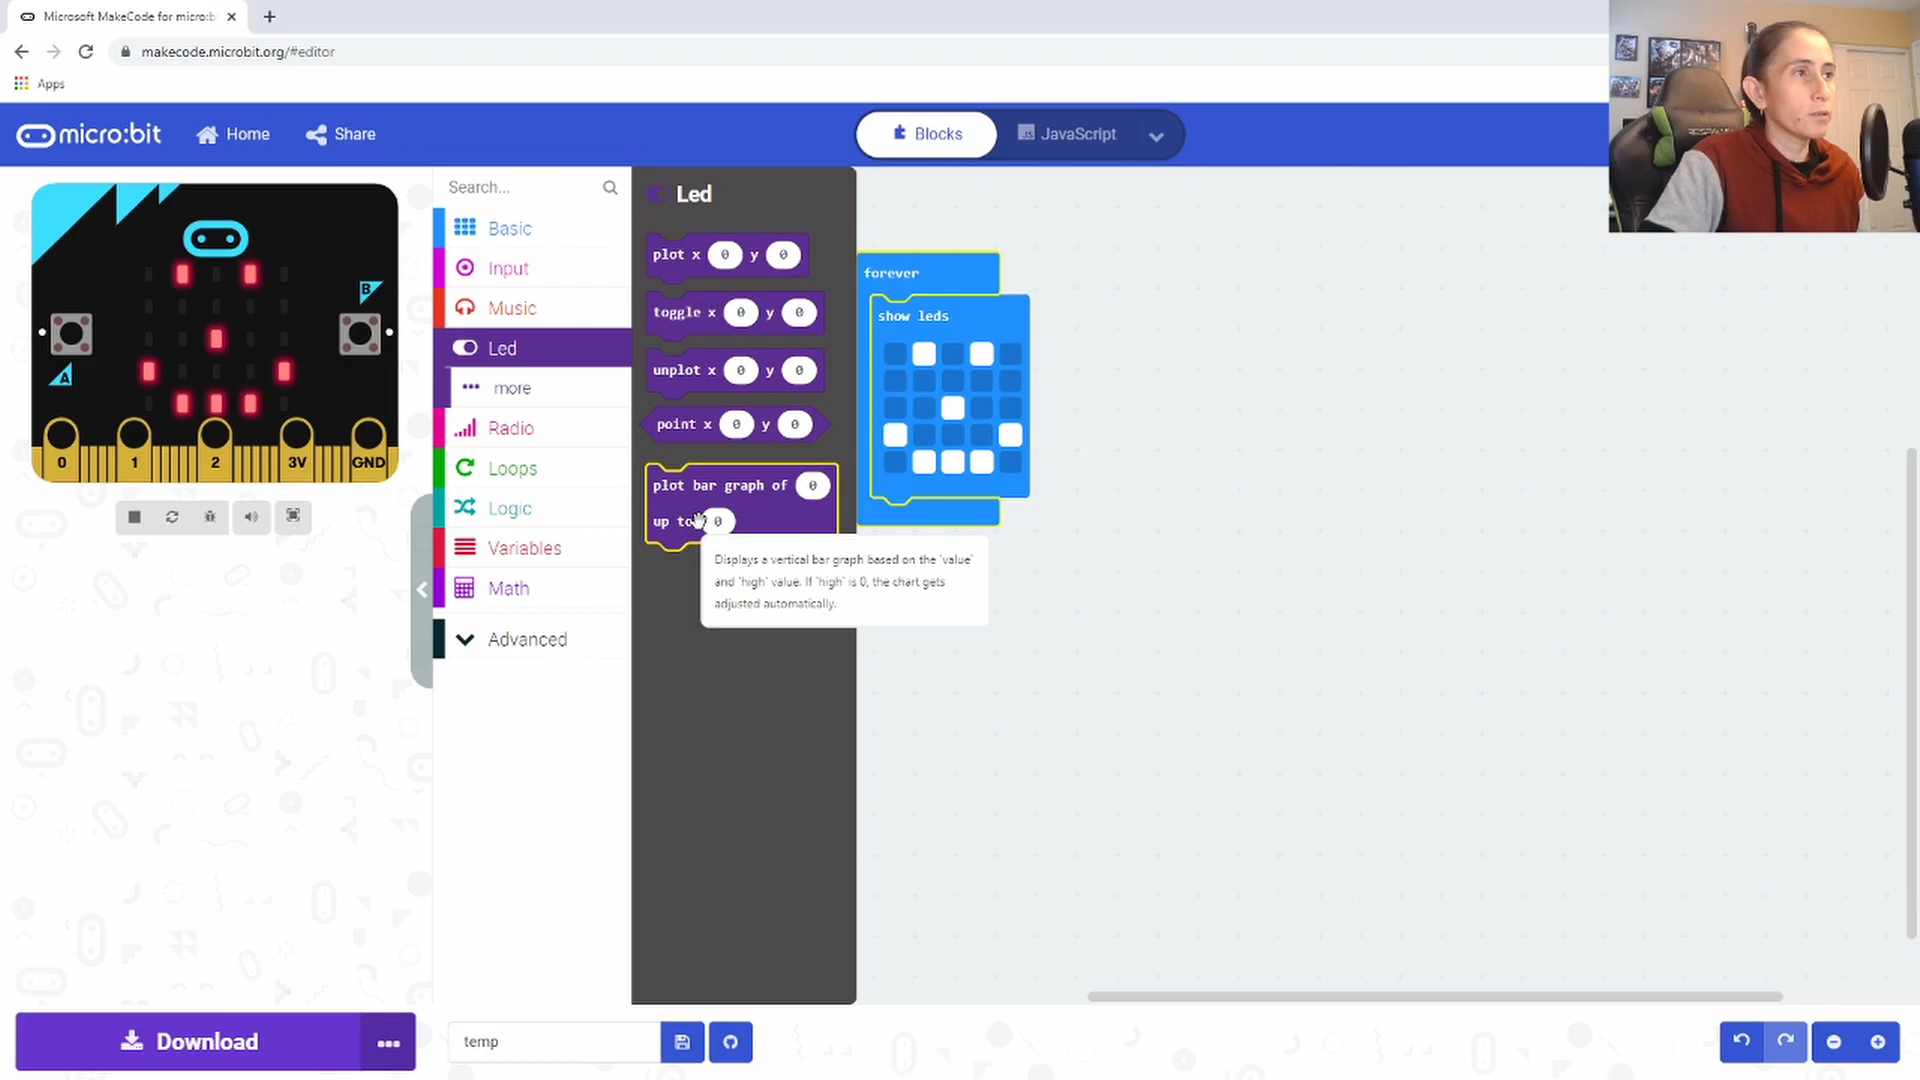 Microsoft MakeCode for micro:b
makecode.microbit.org/#editor
Apps
micro:bit
Home
Share
Blocks
JavaScript
A
B
0 1 2 3V GND
Search...
Basic
Input
Music
Led
more
Radio
Loops
Logic
Variables
Math
Advanced
Led
plot x 0 y 0
toggle x 0 y 0
unplot x 0 y 0
point x 0 y 0
plot bar graph of 0
up to 0
Displays a vertical bar graph based on the `value`
and `high` value. If `high` is 0, the chart gets
adjusted automatically.
forever
show leds
Download
temp